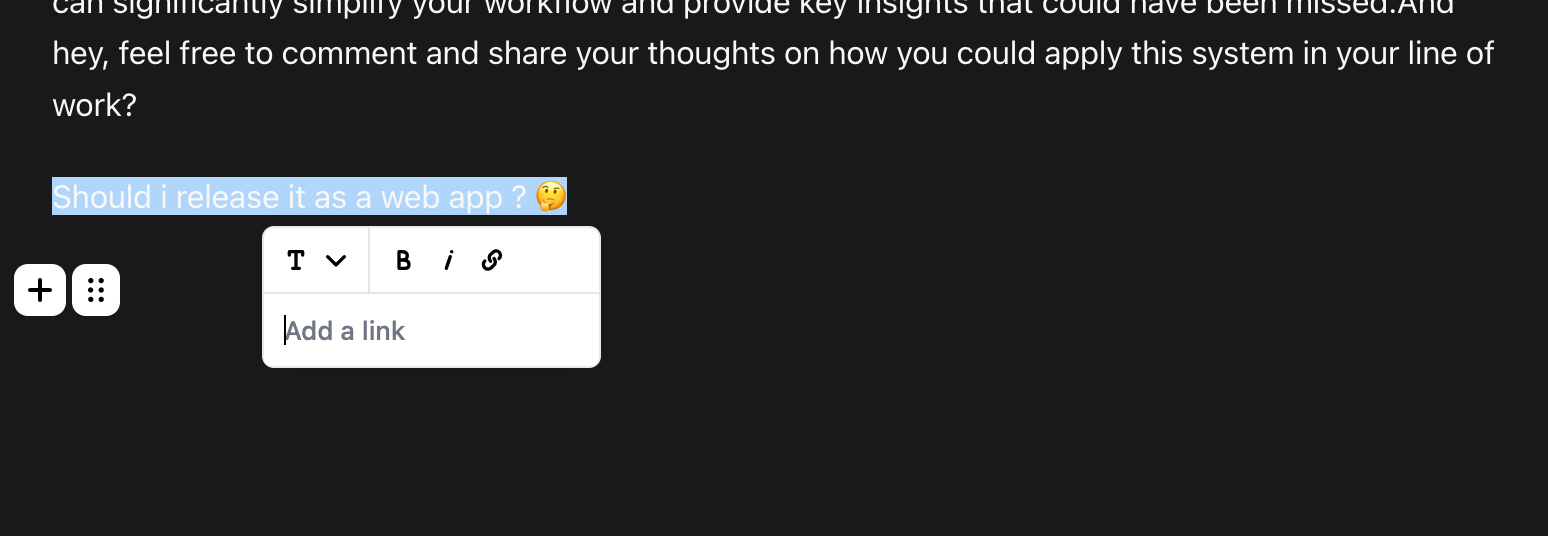 can significantly simplify your workflow and provide key insights that could have been missed.And
hey, feel free to comment and share your thoughts on how you could apply this system in your line of
work?
Should i release it as a web app ? 🤔
T B i
Add a link